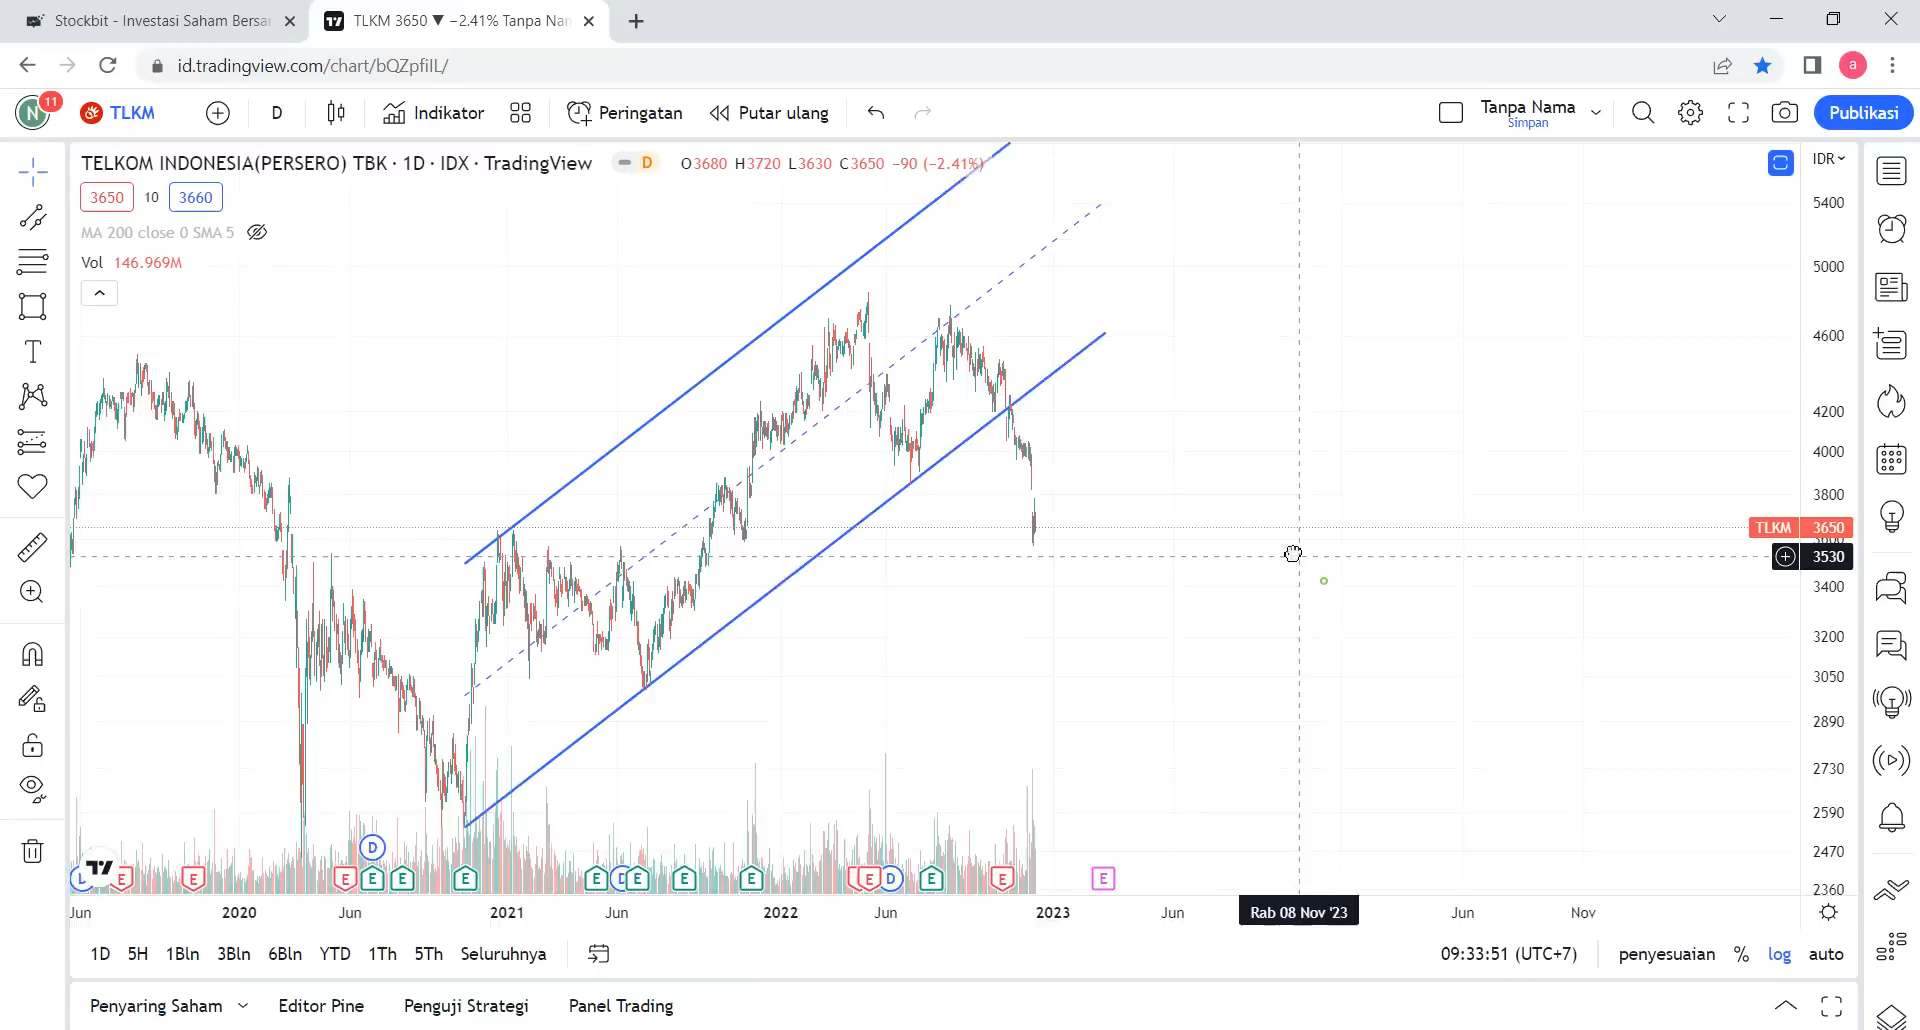 Stockbit - Investasi Saham Bersa
TLKM 3650 ▼ −2.41% Tanpa Nan
id.tradingview.com/chart/bQZpfiIL/
a
N 11 TLKM D Indikator Peringatan Putar ulang Tanpa Nama Simpan Publikasi
TELKOM INDONESIA(PERSERO) TBK · 1D · IDX · TradingView D O3680 H3720 L3630 C3650 −90 (−2.41%) IDR
3650 10 3660
MA 200 close 0 SMA 5
Vol 146.969M
5400
5000
4600
4200
4000
3800
TLKM 3650
3530
3400
3200
3050
2890
2730
2590
2470
2360
D
E E E E E E E D E E E E D E E E
Jun 2020 Jun 2021 Jun 2022 Jun 2023 Jun Rab 08 Nov '23 Jun Nov
1D 5H 1Bln 3Bln 6Bln YTD 1Th 5Th Seluruhnya 09:33:51 (UTC+7) penyesuaian % log auto
Penyaring Saham Editor Pine Penguji Strategi Panel Trading